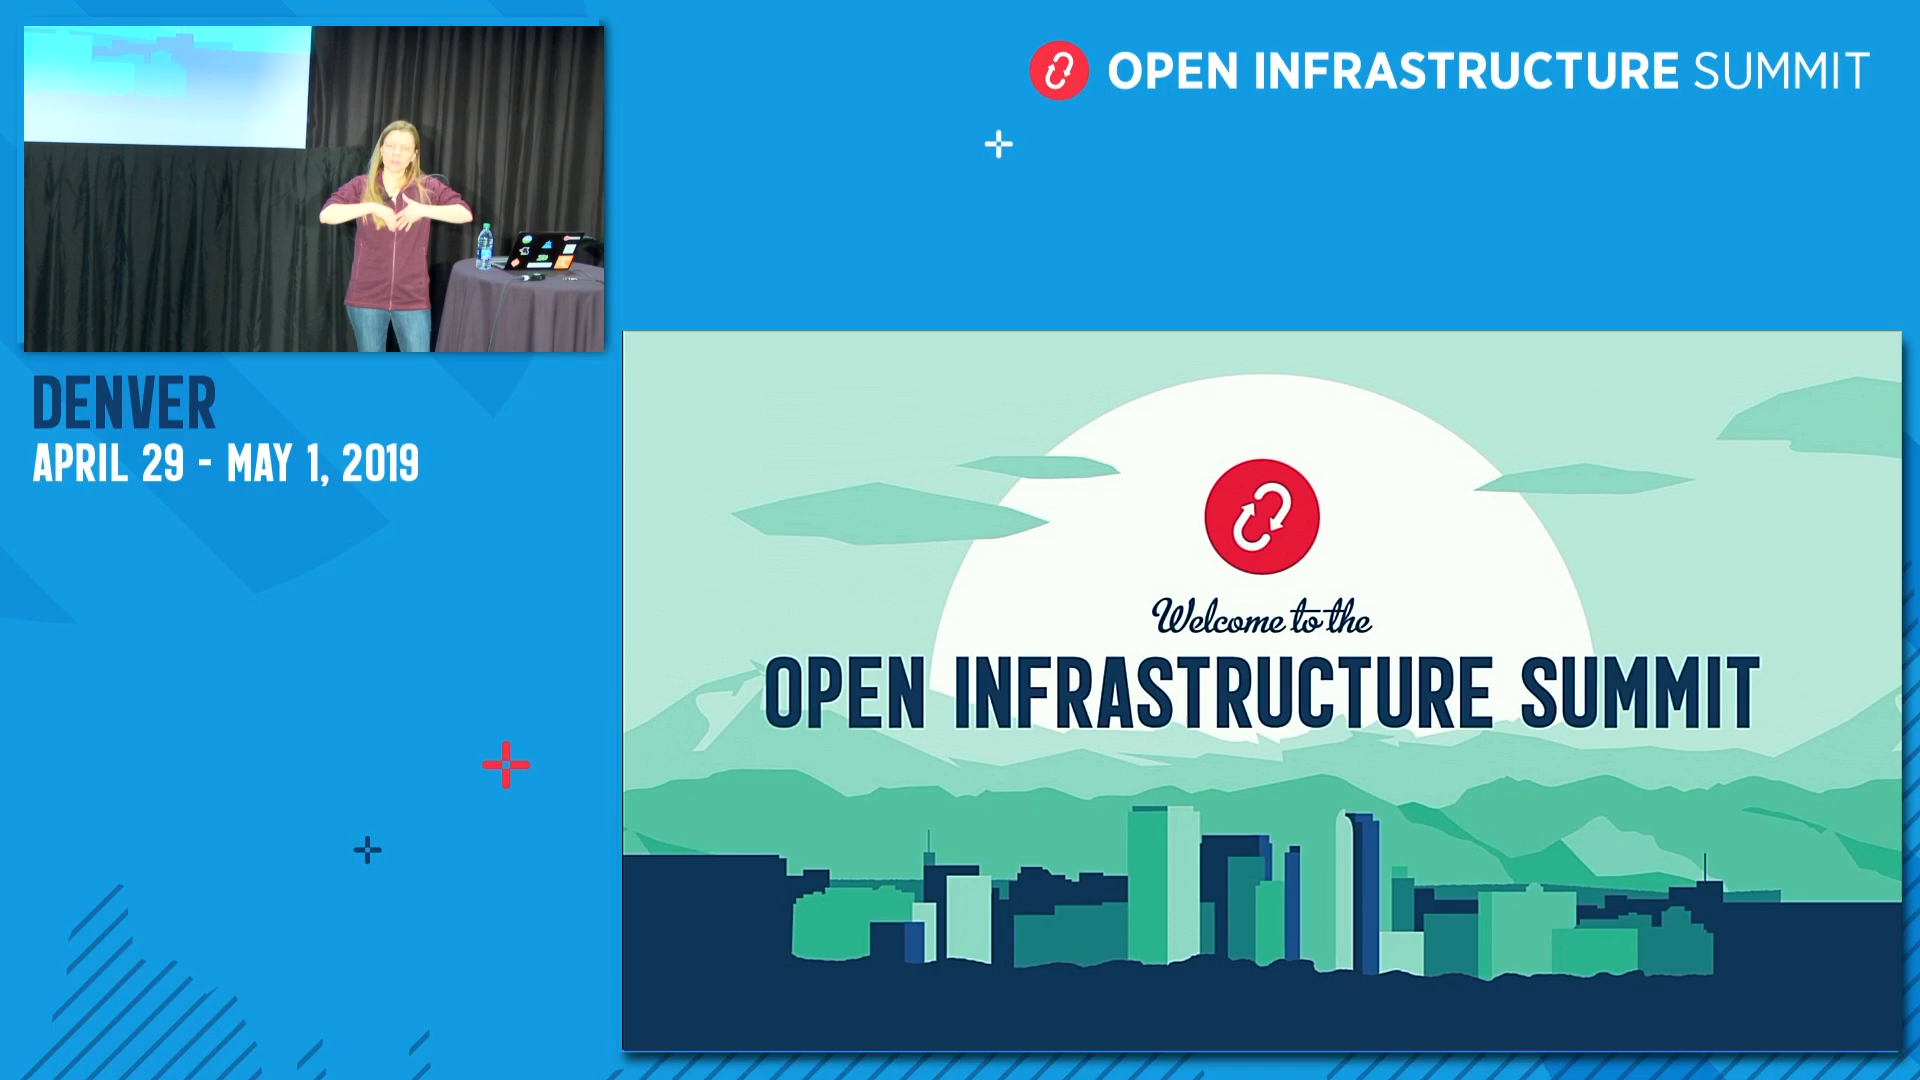 OPEN INFRASTRUCTURE SUMMIT
DENVER
APRIL 29 - MAY 1, 2019
Welcome to the
OPEN INFRASTRUCTURE SUMMIT